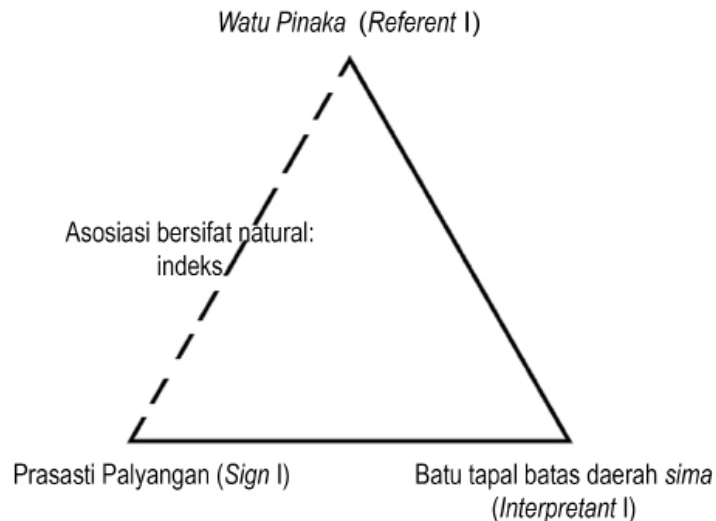 Watu Pinaka (Referent I)
Asosiasi bersifat natural:
indeks
Prasasti Palyangan (Sign I)
Batu tapal batas daerah sima
(Interpretant I)